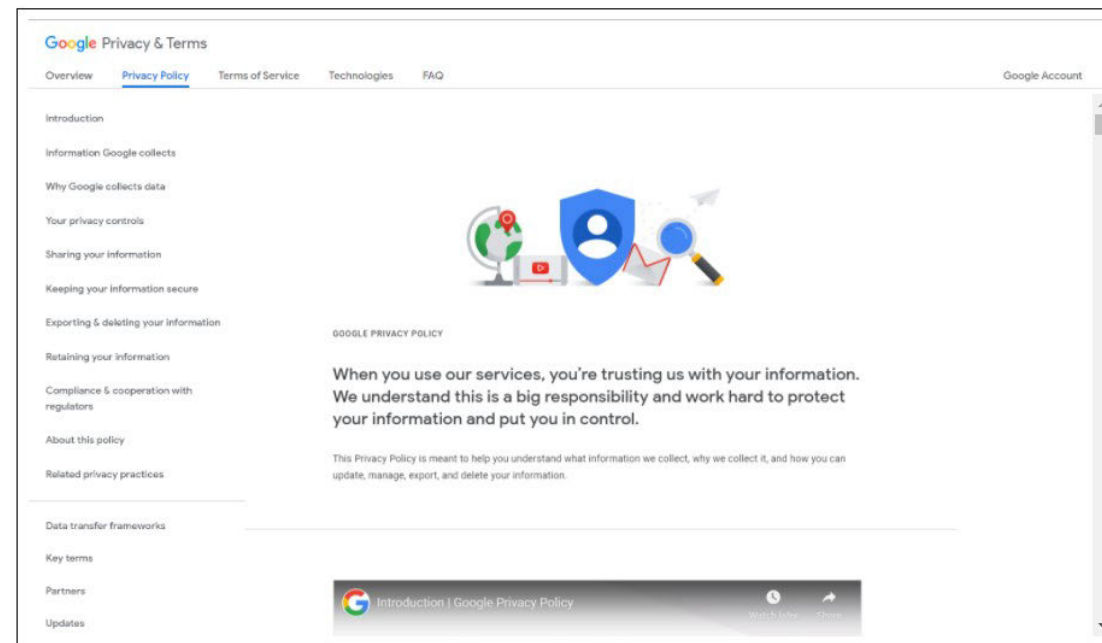 Google Privacy & Terms
Overview Privacy Policy Terms of Service Technologies FAQ Google Account
Introduction
Information Google collects
Why Google collects data
Your privacy controls
Sharing your information
Keeping your information secure
Exporting & deleting your information
Retaining your information
Compliance & cooperation with
regulators
About this policy
Related privacy practices
Data transfer frameworks
Key terms
Partners
Updates
GOOGLE PRIVACY POLICY
When you use our services, you’re trusting us with your information.
We understand this is a big responsibility and work hard to protect
your information and put you in control.
This Privacy Policy is meant to help you understand what information we collect, why we collect it, and how you can
update, manage, export, and delete your information.
Introduction | Google Privacy Policy
Watch later Share